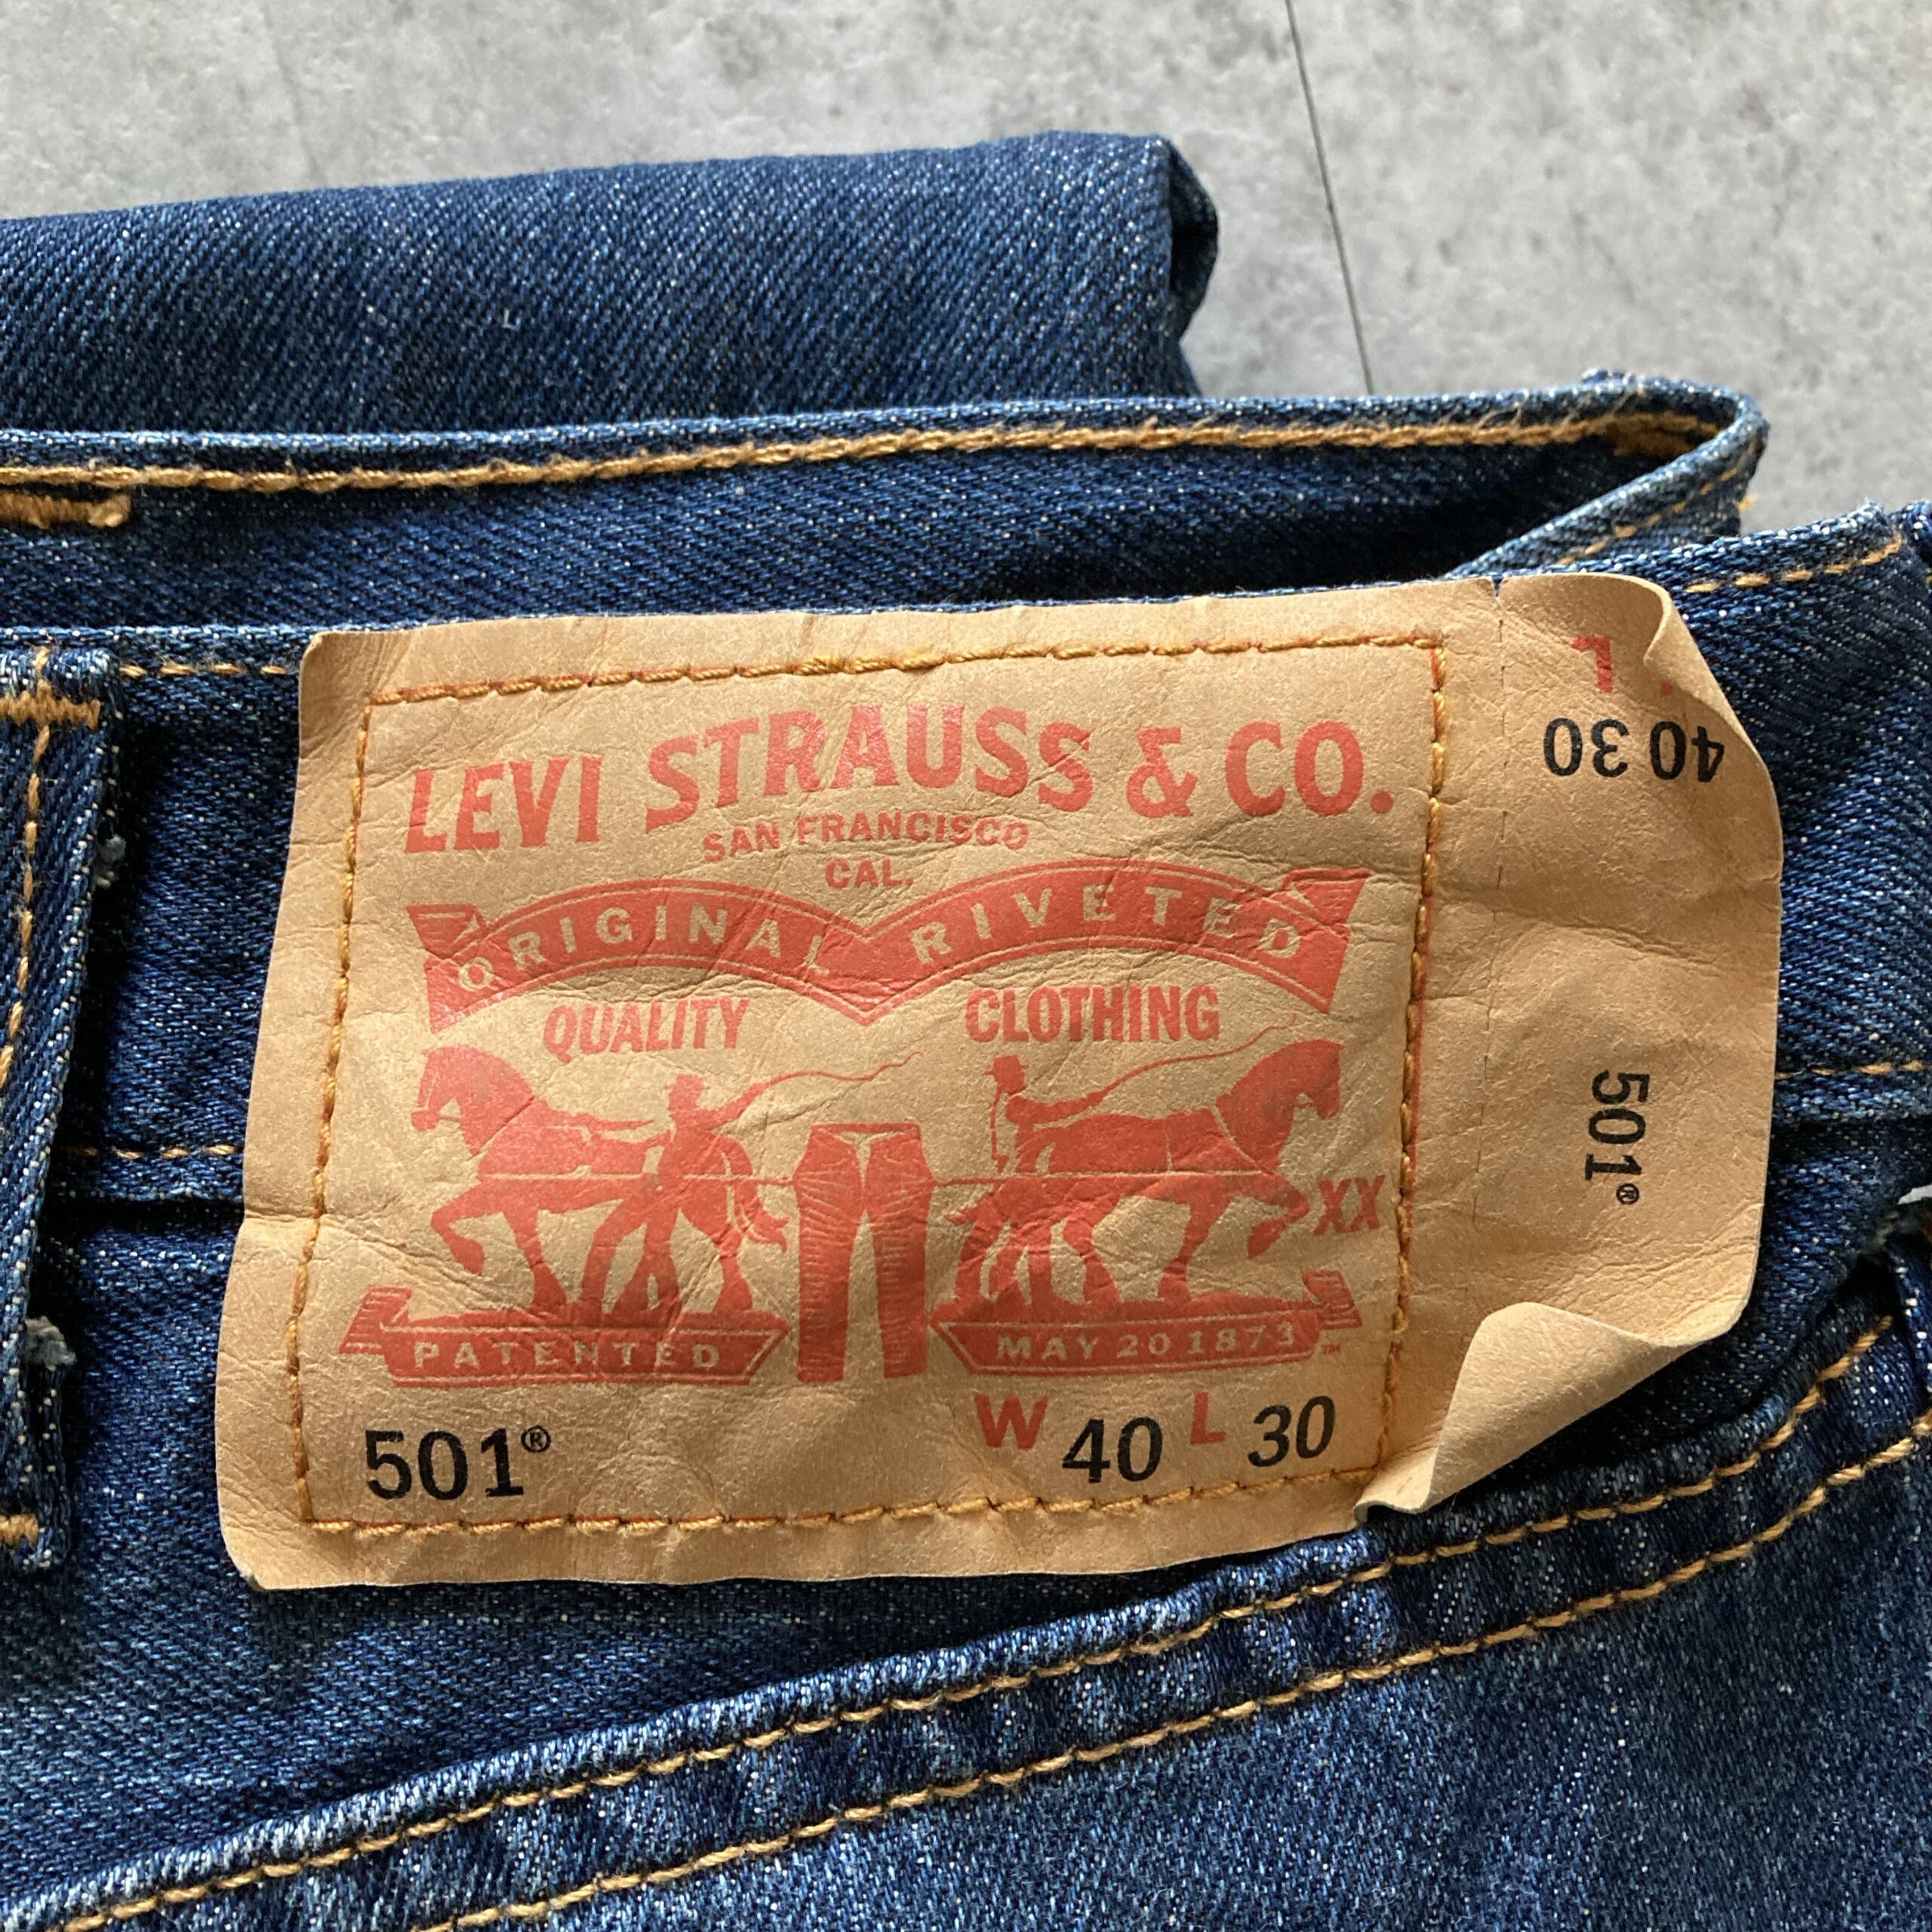 LEVI STRAUSS & CO.
SAN FRANCISCO
CAL.
ORIGINAL RIVETED
QUALITY CLOTHING
XX
PATENTED MAY 20 1873 ™
501® W 40 L 30
L
40 30
501®